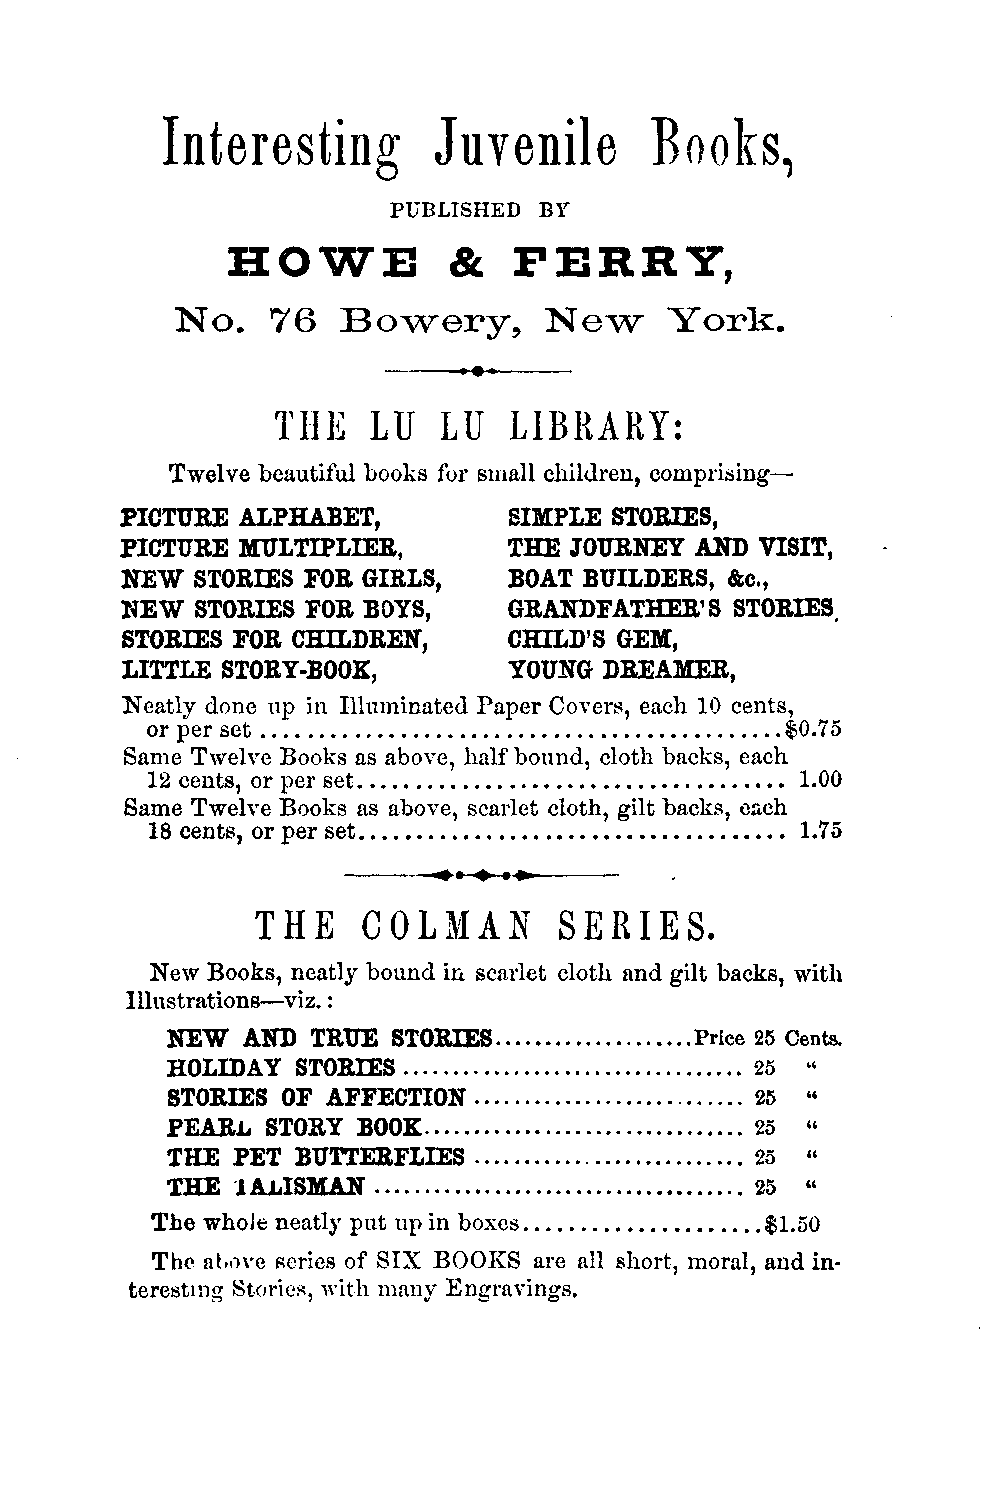 Interesting Juvenile Books,
PUBLISHED BY
HOWE & FERRY,
No. 76 Bowery, New York.
THE LU LU LIBRARY:
Twelve beautiful books for small children, comprising—
PICTURE ALPHABET,
PICTURE MULTIPLIER,
NEW STORIES FOR GIRLS,
NEW STORIES FOR BOYS,
STORIES FOR CHILDREN,
LITTLE STORY-BOOK,
SIMPLE STORIES,
THE JOURNEY AND VISIT,
BOAT BUILDERS, &c.,
GRANDFATHER'S STORIES,
CHILD'S GEM,
YOUNG DREAMER,
Neatly done up in Illuminated Paper Covers, each 10 cents,
or per set ............................................$0.75
Same Twelve Books as above, half bound, cloth backs, each
12 cents, or per set.................................... 1.00
Same Twelve Books as above, scarlet cloth, gilt backs, each
18 cents, or per set.................................... 1.75
THE COLMAN SERIES.
New Books, neatly bound in scarlet cloth and gilt backs, with
Illustrations—viz. :
NEW AND TRUE STORIES....................Price 25 Cents.
HOLIDAY STORIES .................................. 25 “
STORIES OF AFFECTION ........................... 25 “
PEARL STORY BOOK................................ 25 “
THE PET BUTTERFLIES ........................... 25 “
THE TALISMAN ..................................... 25 “
The whole neatly put up in boxes.....................$1.50
The above series of SIX BOOKS are all short, moral, and in-
teresting Stories, with many Engravings.